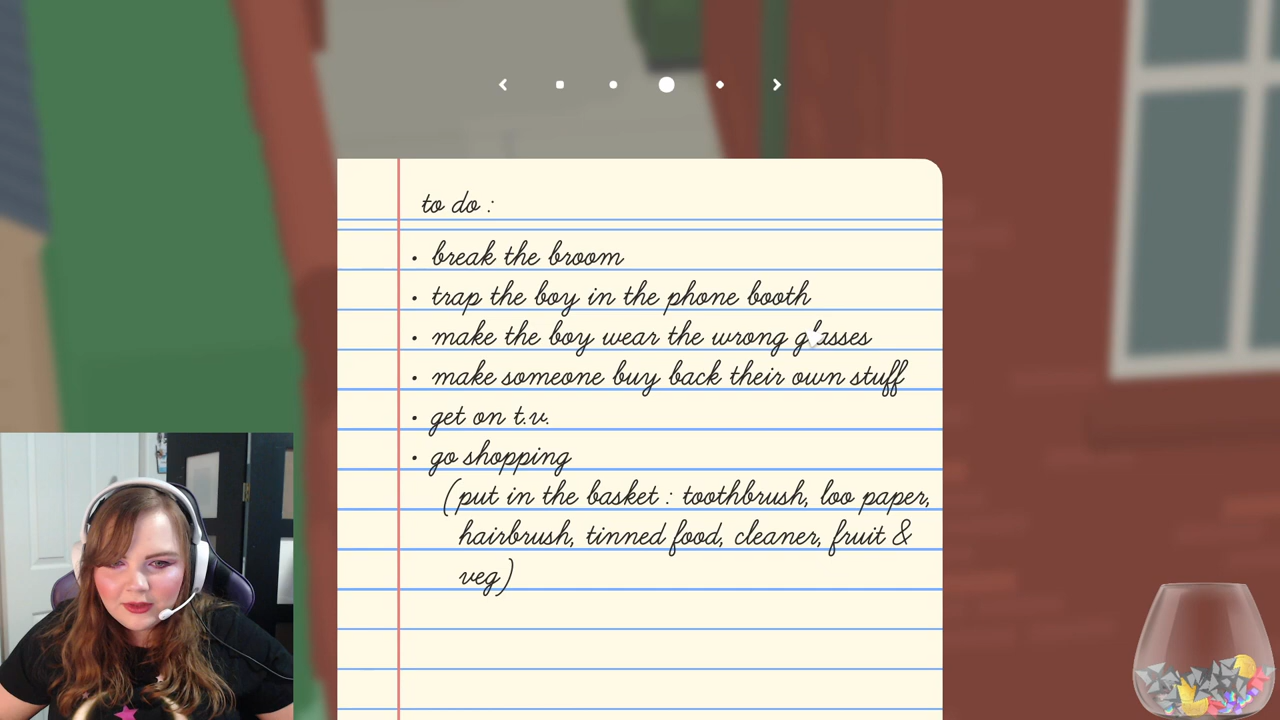 to do :
• break the broom
• trap the boy in the phone booth
• make the boy wear the wrong glasses
• make someone buy back their own stuff
• get on t.v.
• go shopping
(put in the basket : toothbrush, loo paper,
hairbrush, tinned food, cleaner, fruit &
veg)